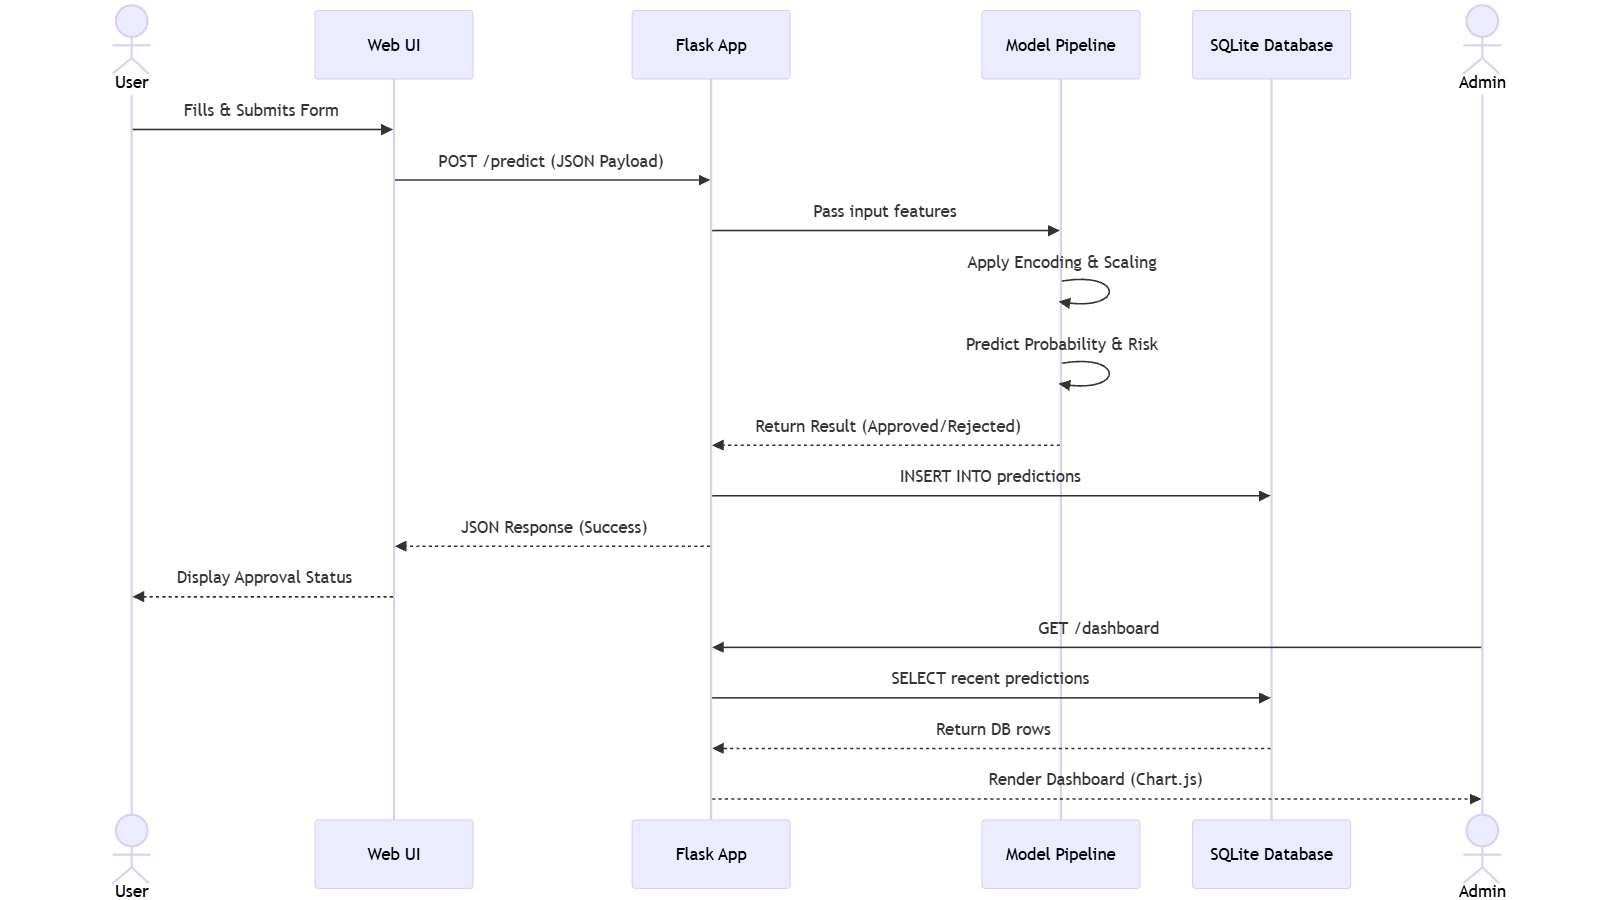 User
Web UI
Flask App
Model Pipeline
SQLite Database
Admin
Fills & Submits Form
POST /predict (JSON Payload)
Pass input features
Apply Encoding & Scaling
Predict Probability & Risk
Return Result (Approved/Rejected)
INSERT INTO predictions
JSON Response (Success)
Display Approval Status
GET /dashboard
SELECT recent predictions
Return DB rows
Render Dashboard (Chart.js)
User
Web UI
Flask App
Model Pipeline
SQLite Database
Admin